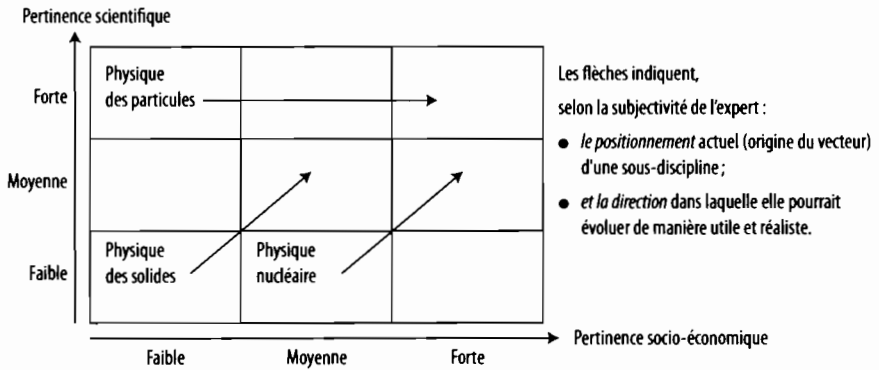 Pertinence scientifique
Forte
Physique
des particules
Moyenne
Faible
Physique
des solides
Physique
nucléaire
Faible
Moyenne
Forte
Pertinence socio-économique
Les flèches indiquent,
selon la subjectivité de l'expert :
● le positionnement actuel (origine du vecteur)
d'une sous-discipline ;
● et la direction dans laquelle elle pourrait
évoluer de manière utile et réaliste.